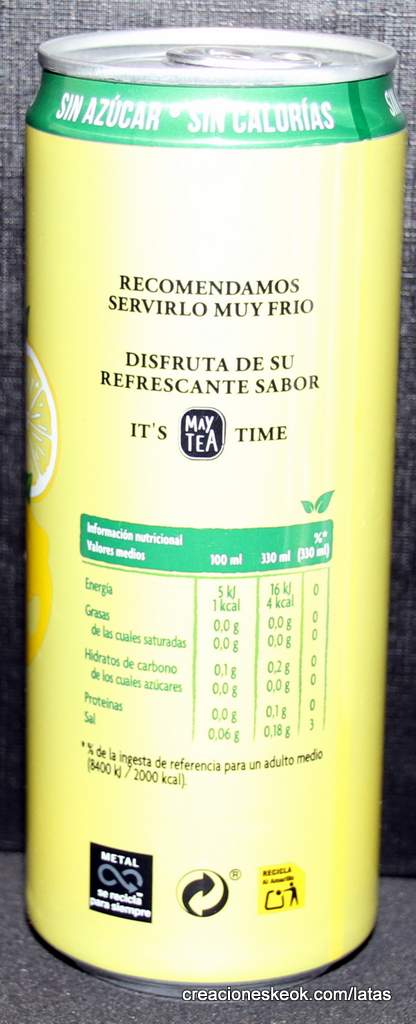 SIN AZÚCAR • SIN CALORÍAS
RECOMENDAMOS
SERVIRLO MUY FRIO
DISFRUTA DE SU
REFRESCANTE SABOR
IT'S MAY TEA TIME
Información nutricional
Valores medios 100 ml 330 ml %* (330 ml)
Energía 5 kJ 16 kJ 0
1 kcal 4 kcal
Grasas 0,0 g 0,0 g 0
de las cuales saturadas 0,0 g 0,0 g 0
Hidratos de carbono 0,1 g 0,2 g 0
de los cuales azúcares 0,0 g 0,0 g 0
Proteínas 0,0 g 0,1 g 0
Sal 0,06 g 0,18 g 3
*% de la ingesta de referencia para un adulto medio
(8400 kJ / 2000 kcal).
METAL
se recicla
para siempre
®
RECICLA
Al Amarillo
creacioneskeok.com/latas